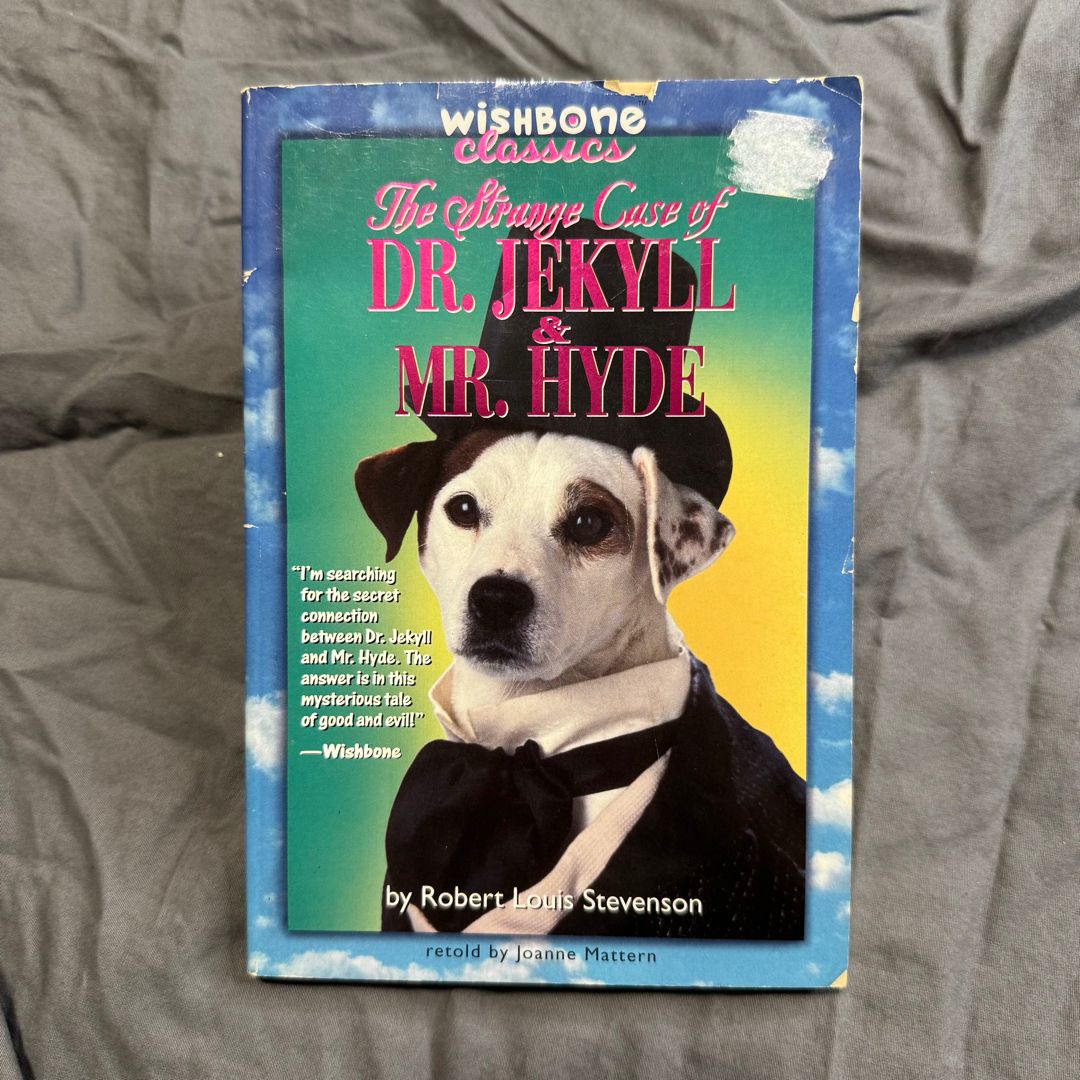 WiSHBONe™
classics
The Strange Case of
DR. JEKYLL
&
MR. HYDE
“I’m searching
for the secret
connection
between Dr. Jekyll
and Mr. Hyde. The
answer is in this
mysterious tale
of good and evil!”
—Wishbone
by Robert Louis Stevenson
retold by Joanne Mattern